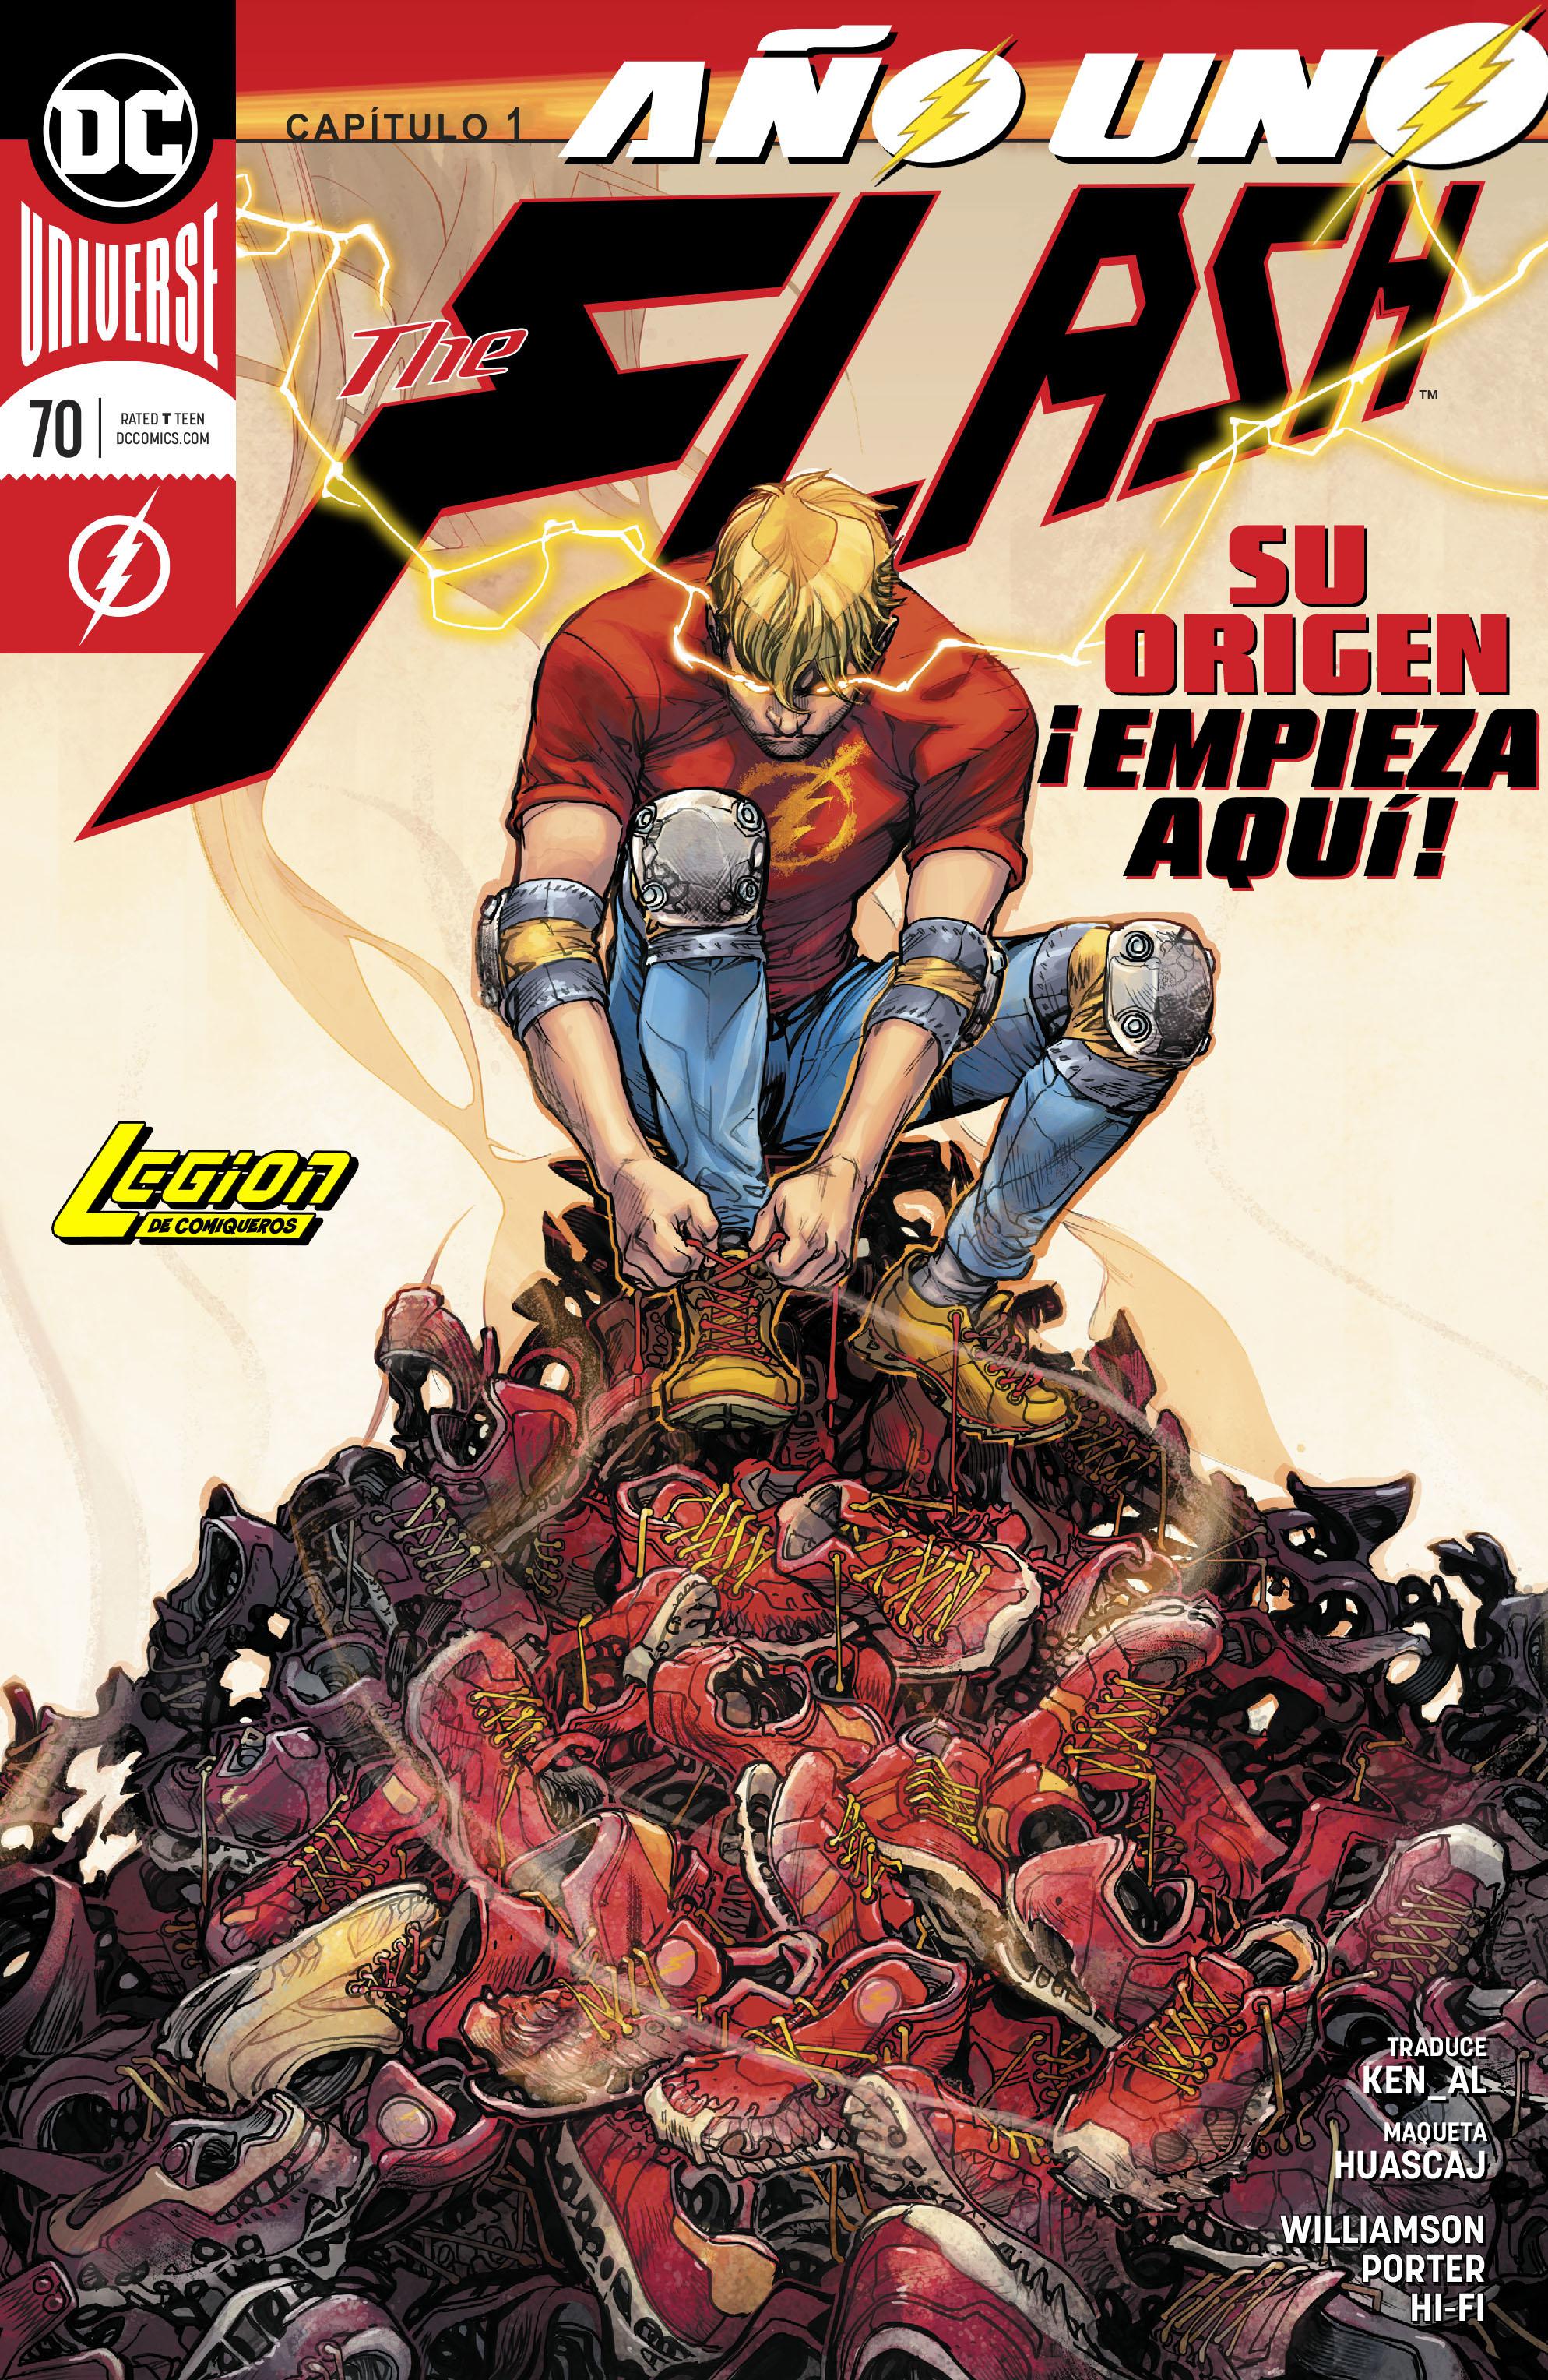 DC
UNIVERSE
70
RATED T TEEN
DCCOMICS.COM
CAPÍTULO 1
AÑO UNO
The
FLASH
™
SU
ORIGEN
¡EMPIEZA
AQUÍ!
LEGiON
DE COMIQUEROS
TRADUCE
KEN_AL
MAQUETA
HUASCAJ
WILLIAMSON
PORTER
HI-FI